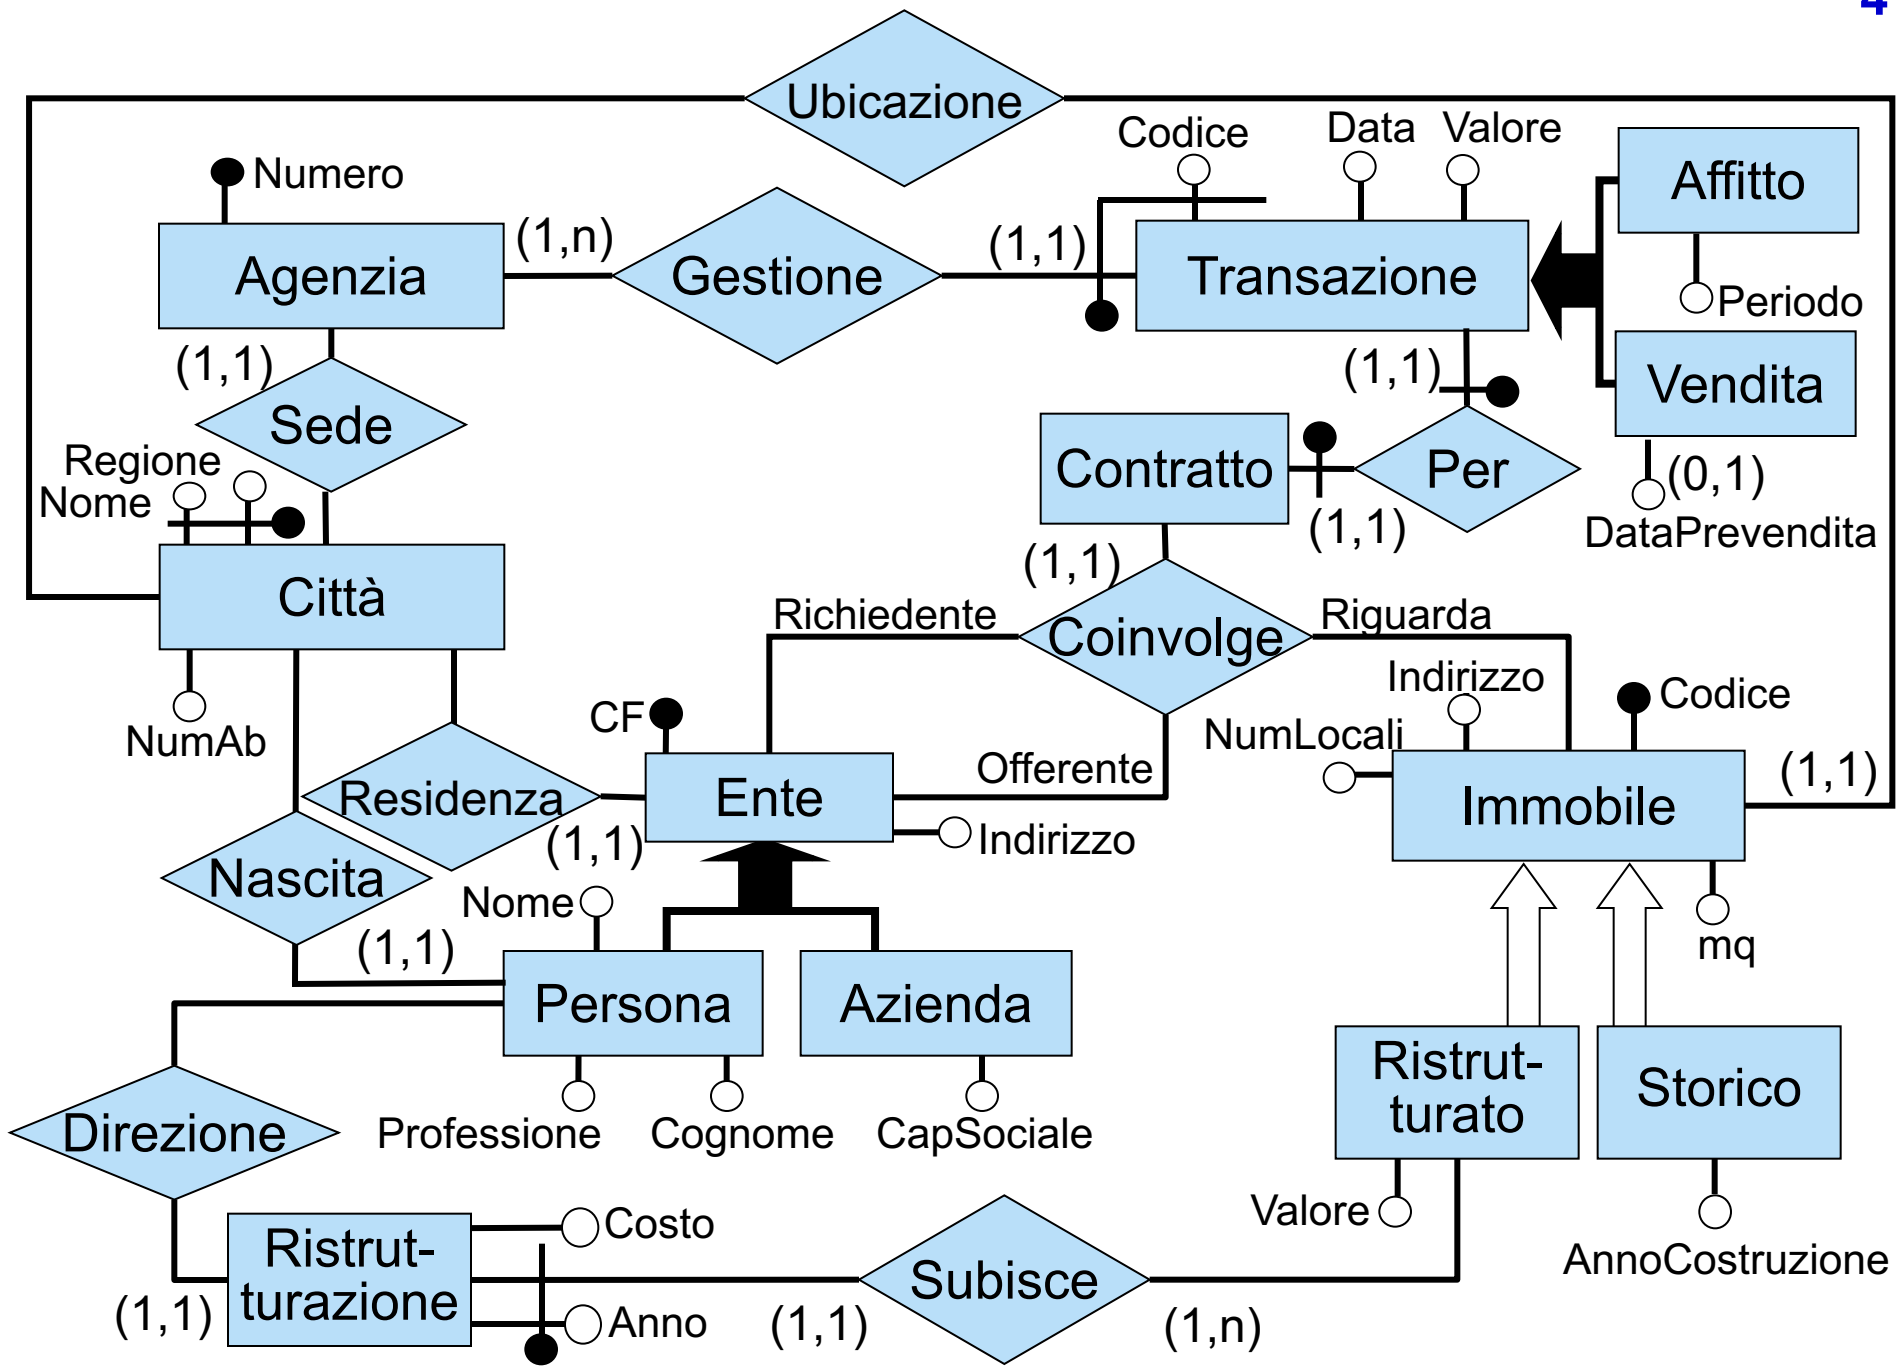 4
Ubicazione
Codice
Data
Valore
Affitto
Numero
(1,n)
(1,1)
Agenzia
Gestione
Transazione
Periodo
(1,1)
(1,1)
Vendita
Sede
Regione
Nome
Contratto
Per
(0,1)
(1,1)
DataPrevendita
Città
(1,1)
Richiedente
Coinvolge
Riguarda
NumAb
CF
Indirizzo
Codice
NumLocali
Offerente
Residenza
Ente
Immobile
(1,1)
(1,1)
Indirizzo
Nascita
Nome
(1,1)
mq
Persona
Azienda
Ristrut-
turato
Storico
Direzione
Professione
Cognome
CapSociale
Valore
Costo
AnnoCostruzione
Ristrut-
turazione
Subisce
(1,1)
Anno
(1,1)
(1,n)